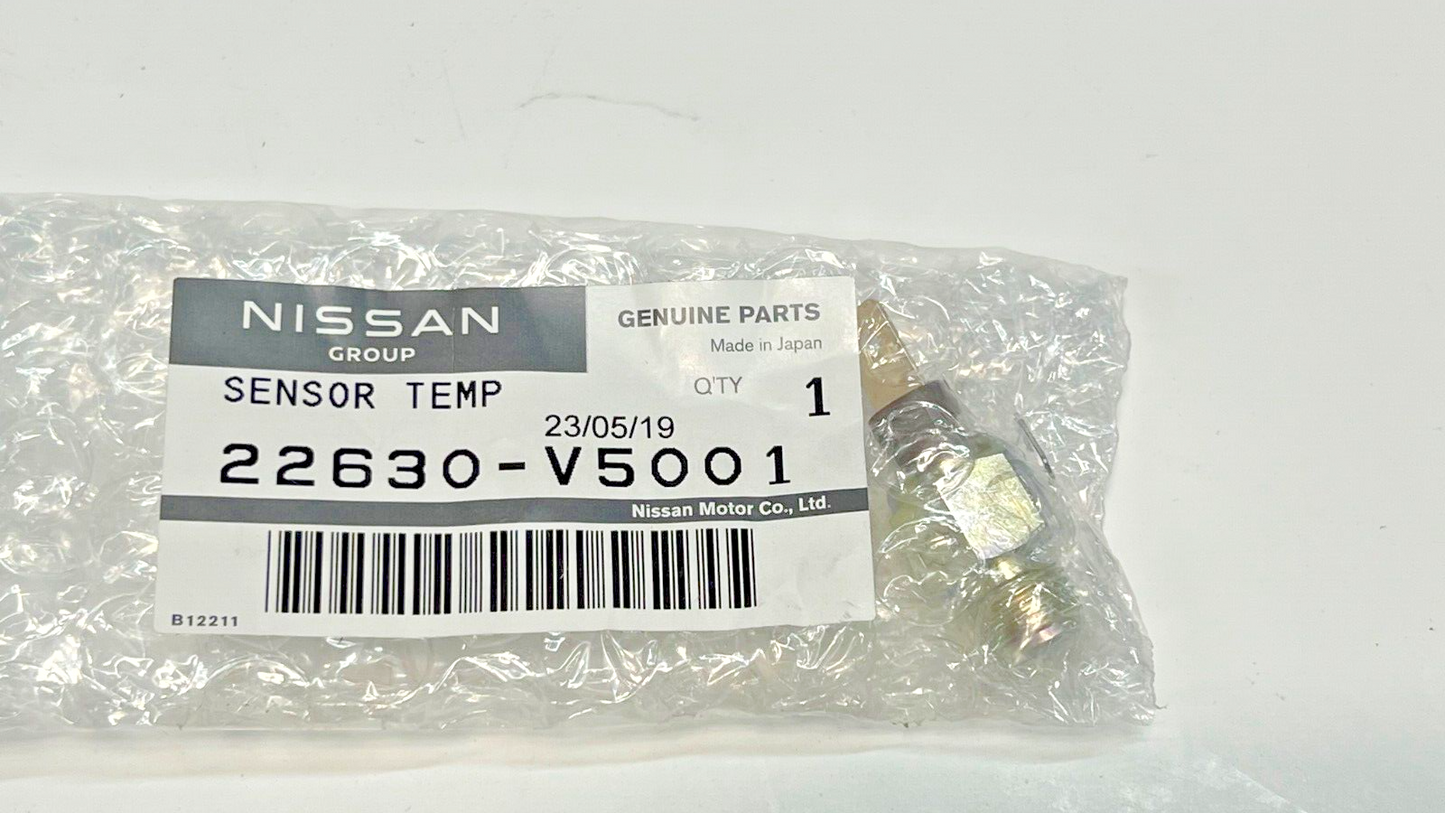 NISSAN
GROUP
GENUINE PARTS
Made in Japan
SENSOR TEMP
Q'TY 1
23/05/19
22630-V5001
Nissan Motor Co., Ltd.
B12211